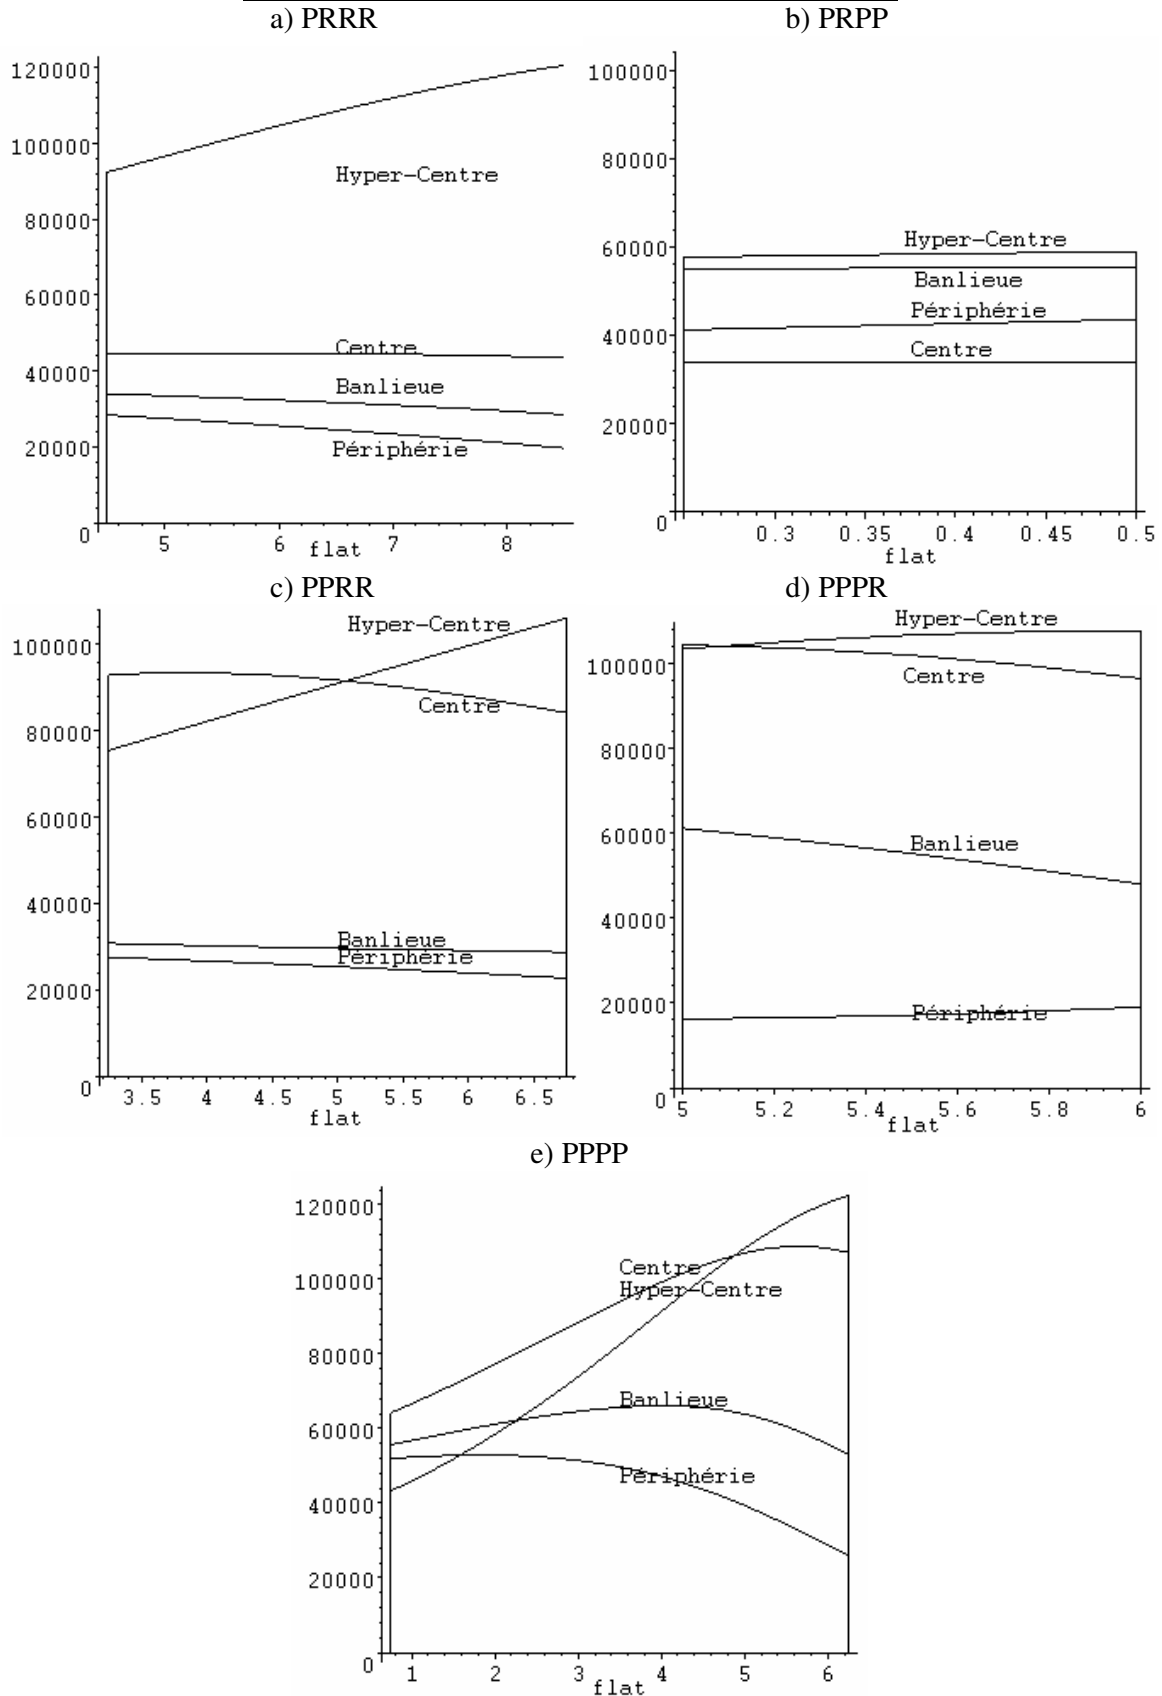 a) PRRR
b) PRPP
120000
100000
80000
60000
40000
20000
0
Hyper-Centre
Centre
Banlieue
Périphérie
5 6 7 8
flat
100000
80000
60000
40000
20000
0
Hyper-Centre
Banlieue
Périphérie
Centre
0.3 0.35 0.4 0.45 0.5
flat
c) PPRR
d) PPPR
100000
80000
60000
40000
20000
0
Hyper-Centre
Centre
Banlieue
Périphérie
3.5 4 4.5 5 5.5 6 6.5
flat
100000
80000
60000
40000
20000
0
Hyper-Centre
Centre
Banlieue
Périphérie
5 5.2 5.4 5.6 5.8 6
flat
e) PPPP
120000
100000
80000
60000
40000
20000
0
Centre
Hyper-Centre
Banlieue
Périphérie
1 2 3 4 5 6
flat